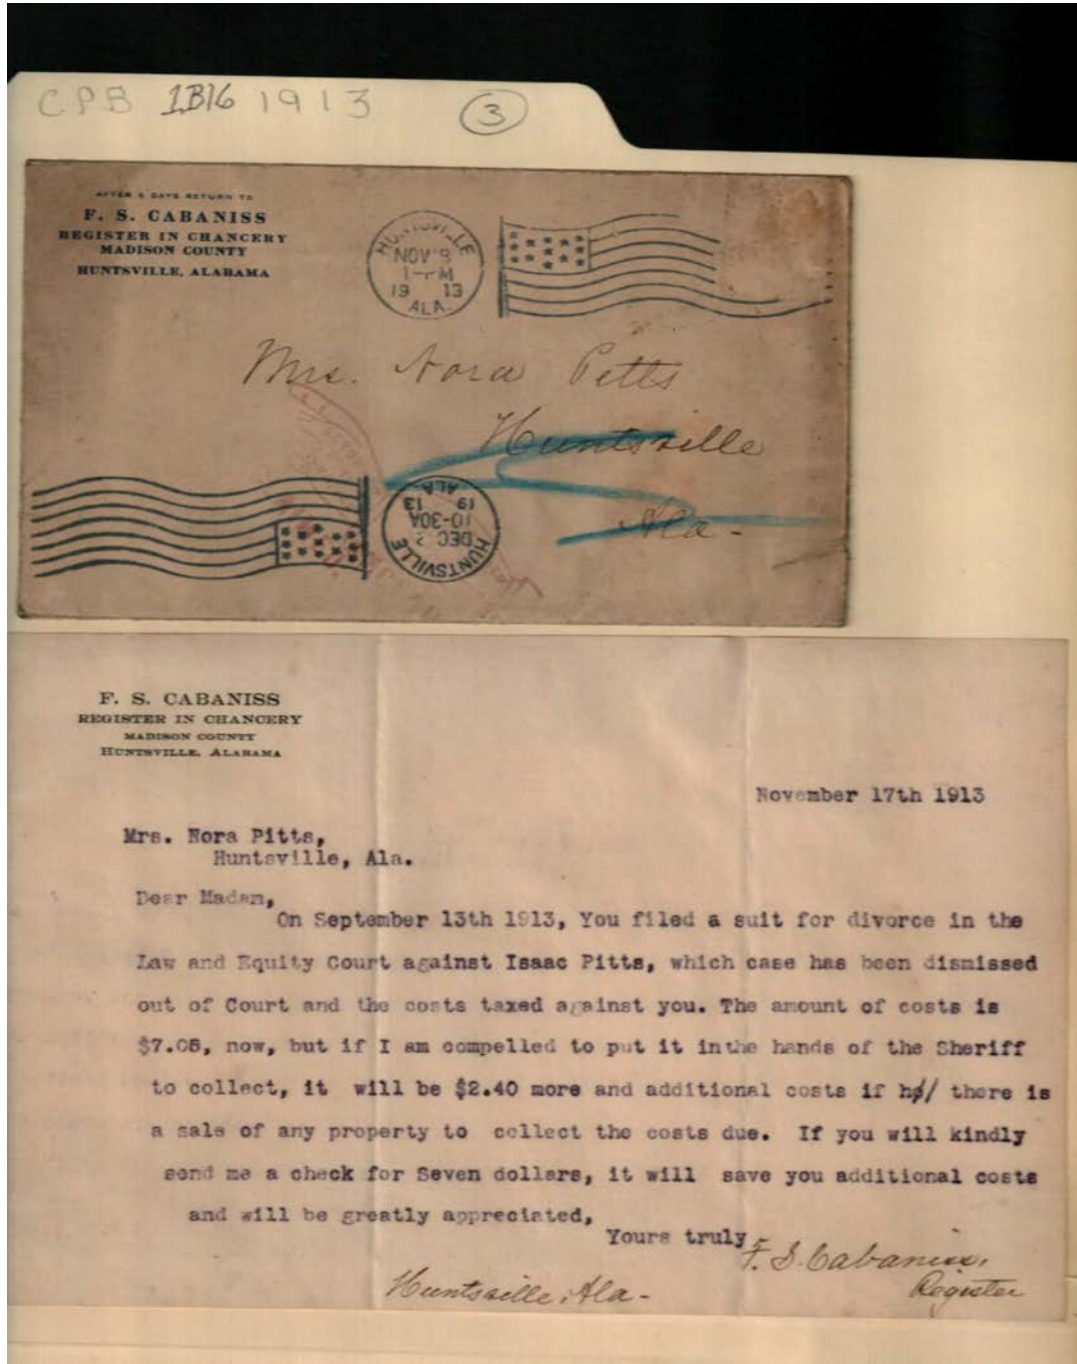 CPB 1B16 1913 3
AFTER 5 DAYS RETURN TO
F. S. CABANISS
REGISTER IN CHANCERY
MADISON COUNTY
HUNTSVILLE, ALABAMA
HUNTSVILLE
NOV
19 13
ALA.
Mrs. Nora Pitts
Huntsville
Ala-
HUNTSVILLE
DEC 2
10-30A
19 13
ALA
F. S. CABANISS
REGISTER IN CHANCERY
MADISON COUNTY
HUNTSVILLE, ALABAMA
November 17th 1913
Mrs. Nora Pitts,
Huntsville, Ala.
Dear Madam,
On September 13th 1913, You filed a suit for divorce in the
Law and Equity Court against Isaac Pitts, which case has been dismissed
out of Court and the costs taxed against you. The amount of costs is
$7.05, now, but if I am compelled to put it inthe hands of the Sheriff
to collect, it will be $2.40 more and additional costs if there is
a sale of any property to collect the costs due. If you will kindly
send me a check for Seven dollars, it will save you additional costs
and will be greatly appreciated,
Yours truly
F. S. Cabaniss,
Huntsville, Ala- Register